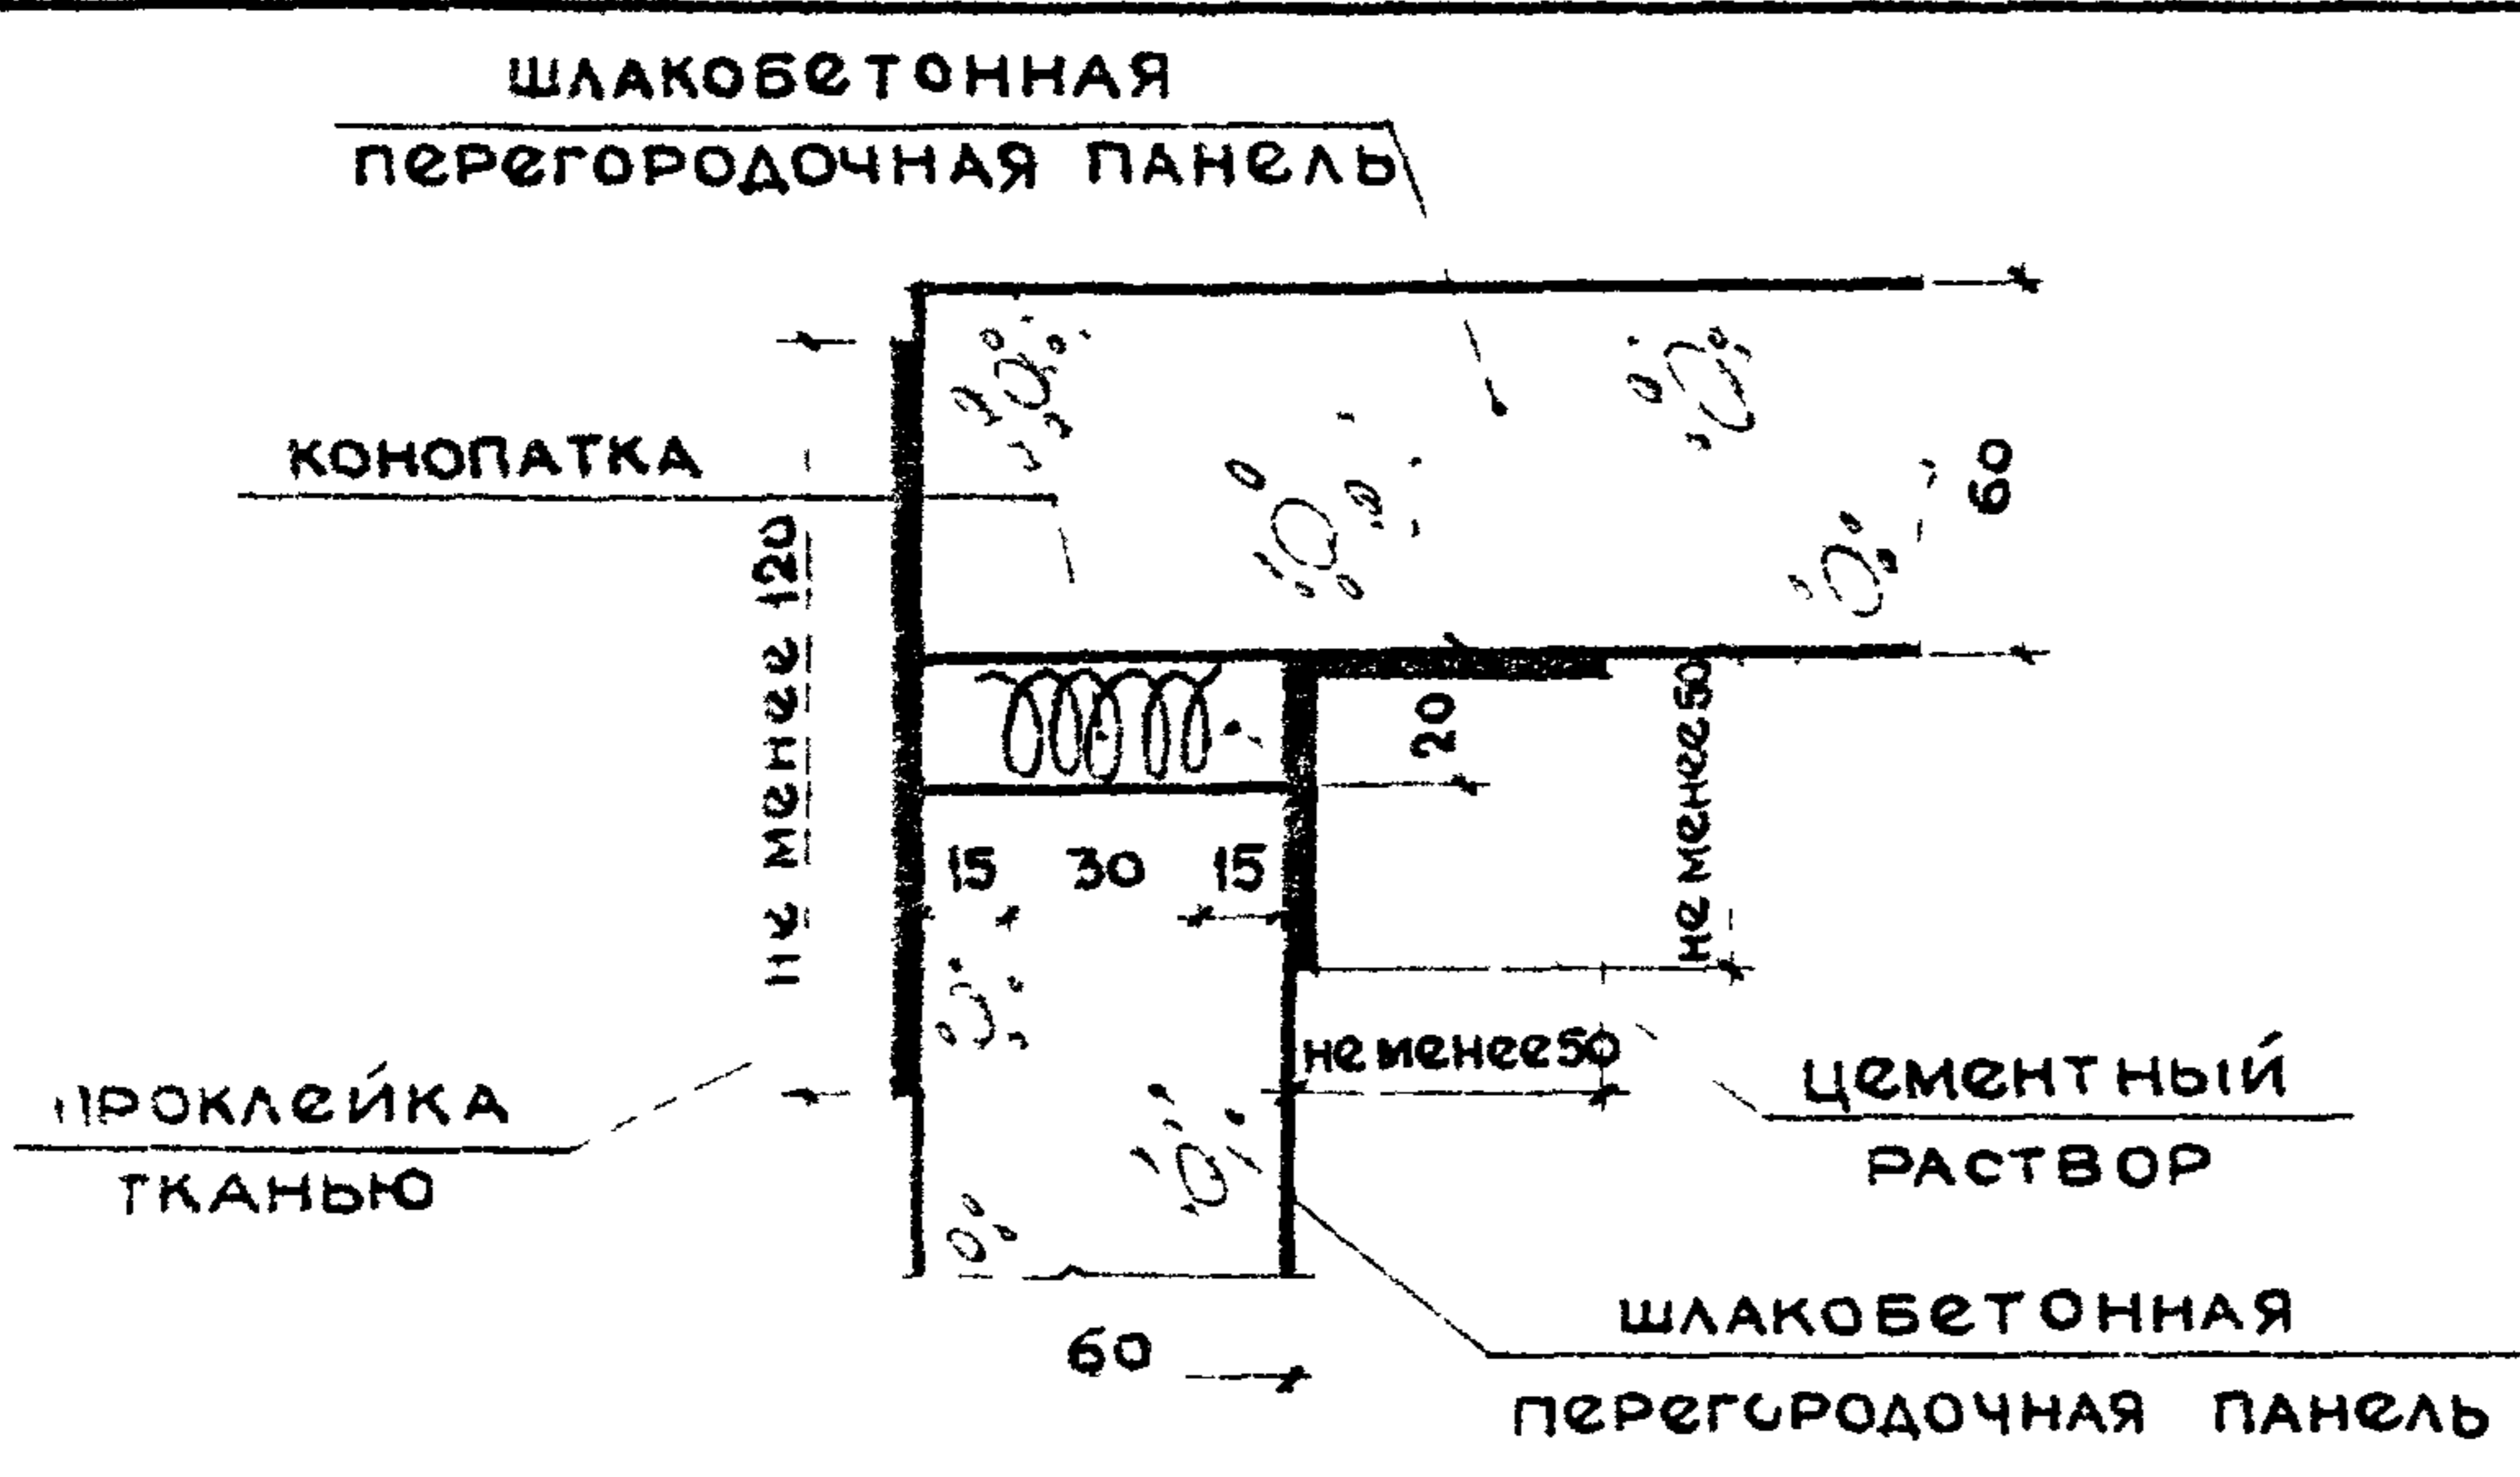 ШЛАКОБЕТОННАЯ
ПЕРЕГОРОДОЧНАЯ ПАНЕЛЬ
КОНОПАТКА
60
не менее 120
20
не менее 50
15 30 15
не менее 50
ПРОКЛЕЙКА
ТКАНЬЮ
ЦЕМЕНТНЫЙ
РАСТВОР
60
ШЛАКОБЕТОННАЯ
ПЕРЕГОРОДОЧНАЯ ПАНЕЛЬ